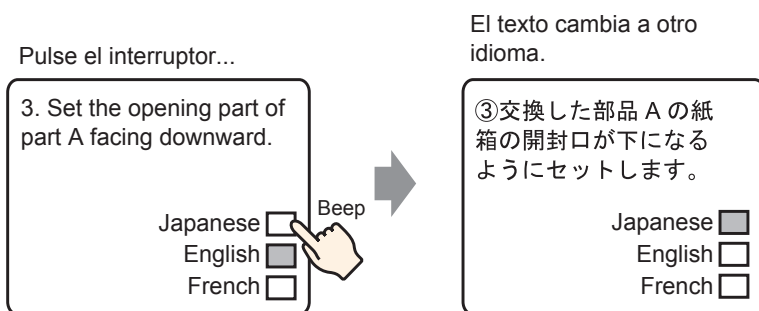 Pulse el interruptor...
3. Set the opening part of
part A facing downward.
Japanese
English
French
Beep
El texto cambia a otro
idioma.
③交換した部品 A の紙
箱の開封口が下になる
ようにセットします。
Japanese
English
French